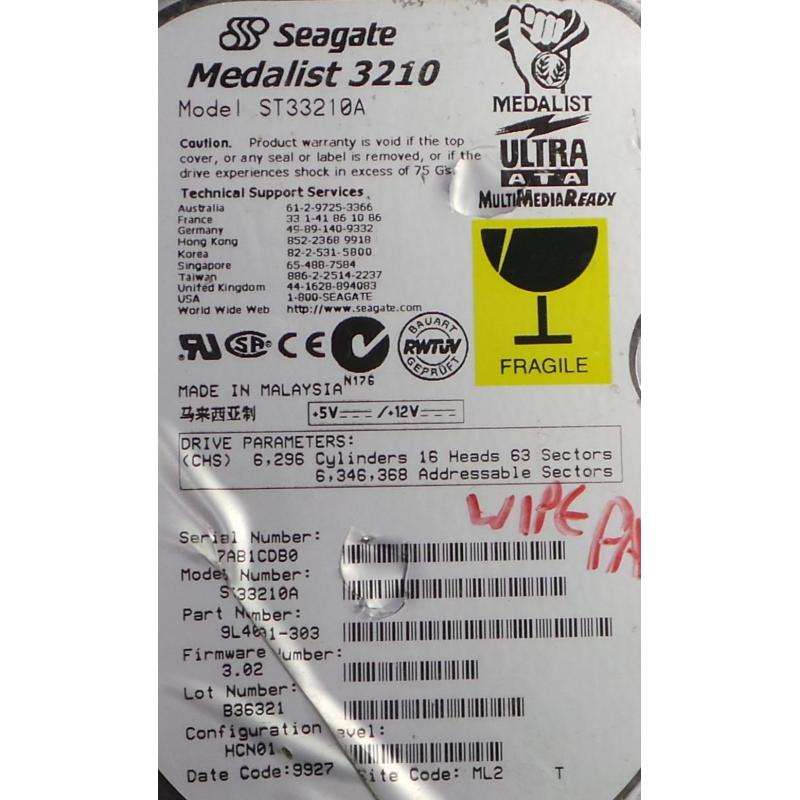 Seagate
Medalist 3210
Model ST33210A
MEDALIST
ULTRA
ATA
MULTIMEDIA READY
Caution. Product warranty is void if the top
cover, or any seal or label is removed, or if the
drive experiences shock in excess of 75 G's.
Technical Support Services
Australia 61-2-9725-3366
France 33 1-41 86 10 86
Germany 49-89-140-9332
Hong Kong 852-2368 9918
Korea 82-2-531-5800
Singapore 65-488-7584
Taiwan 886-2-2514-2237
United Kingdom 44-1628-894083
USA 1-800-SEAGATE
World Wide Web http://www.seagate.com
FRAGILE
SA CE
BAUART
RWTÜV
GEPRÜFT
N176
MADE IN MALAYSIA
马来西亚制
+5V /+12V
DRIVE PARAMETERS:
(CHS) 6,296 Cylinders 16 Heads 63 Sectors
6,346,368 Addressable Sectors
WIPE
Serial Number:
7AB1CDB0
Model Number:
ST33210A
Part Number:
9L4001-303
Firmware Number:
3.02
Lot Number:
B36321
Configuration Level:
HCN01
Date Code:9927 Site Code: ML2 T